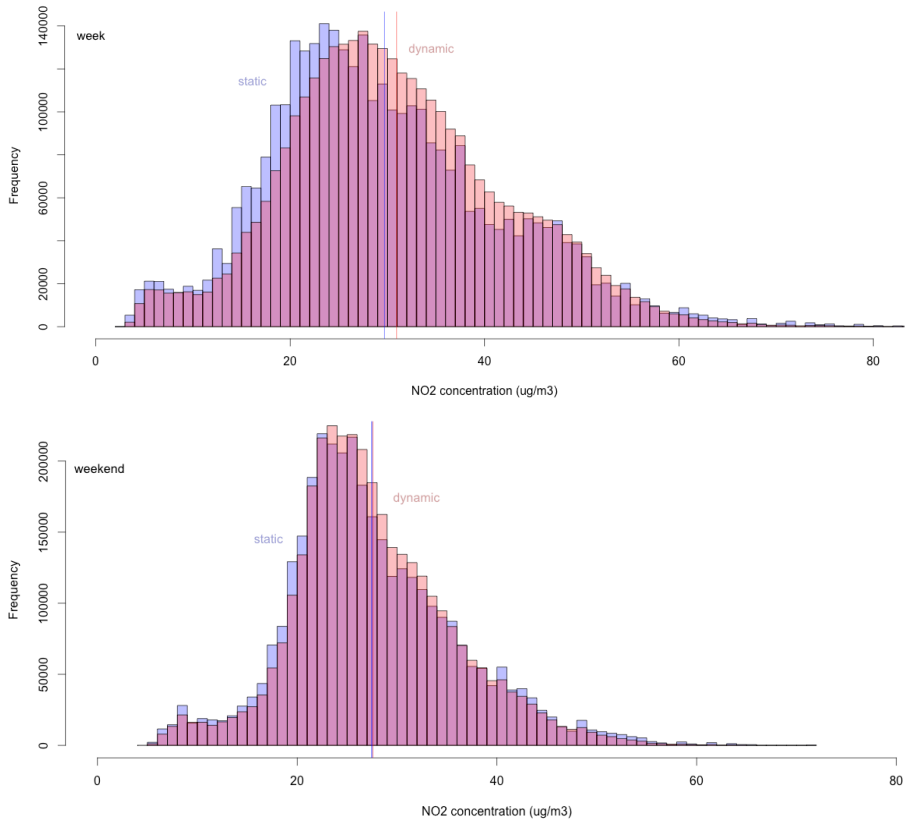 week
static
dynamic
Frequency
0
20000
60000
100000
140000
0
20
40
60
80
NO2 concentration (ug/m3)
weekend
static
dynamic
Frequency
0
50000
100000
150000
200000
0
20
40
60
80
NO2 concentration (ug/m3)